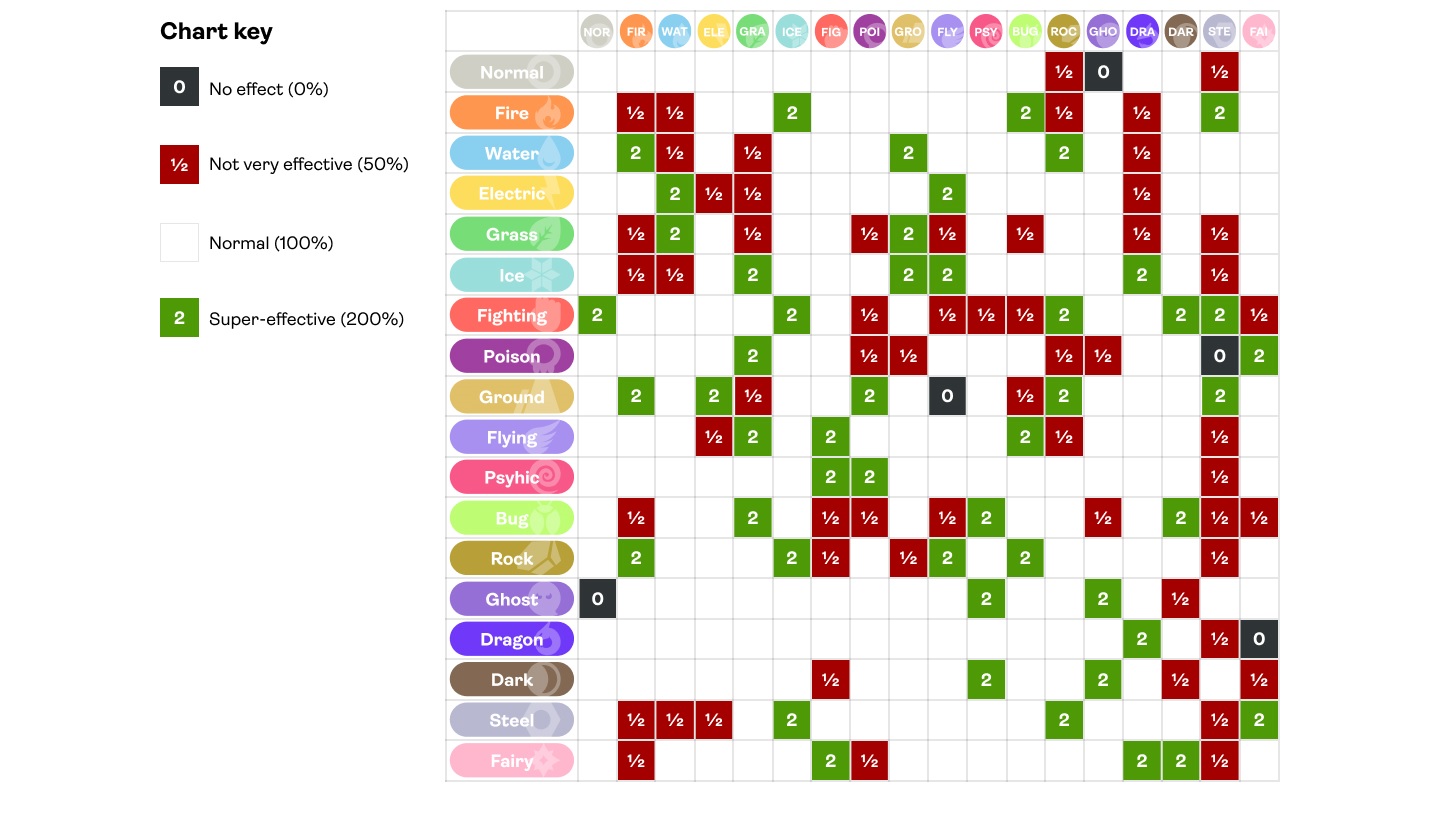 Chart key
0 No effect (0%)
½ Not very effective (50%)
Normal (100%)
2 Super-effective (200%)
NOR FIR WAT ELE GRA ICE FIG POI GRO FLY PSY BUG ROC GHO DRA DAR STE FAI
Normal ½ 0 ½
Fire ½ ½ 2 2 ½ ½ 2
Water 2 ½ ½ 2 2 ½
Electric 2 ½ ½ 2 ½
Grass ½ 2 ½ ½ 2 ½ ½ ½ ½
Ice ½ ½ 2 2 2 2 ½
Fighting 2 2 ½ ½ ½ ½ 2 2 2 ½
Poison 2 ½ ½ ½ ½ 0 2
Ground 2 2 ½ 2 0 ½ 2 2
Flying ½ 2 2 2 ½ ½
Psyhic 2 2 ½
Bug ½ 2 ½ ½ ½ 2 ½ 2 ½ ½
Rock 2 2 ½ ½ 2 2 ½
Ghost 0 2 2 ½
Dragon 2 ½ 0
Dark ½ 2 2 ½ ½
Steel ½ ½ ½ 2 2 ½ 2
Fairy ½ 2 ½ 2 2 ½